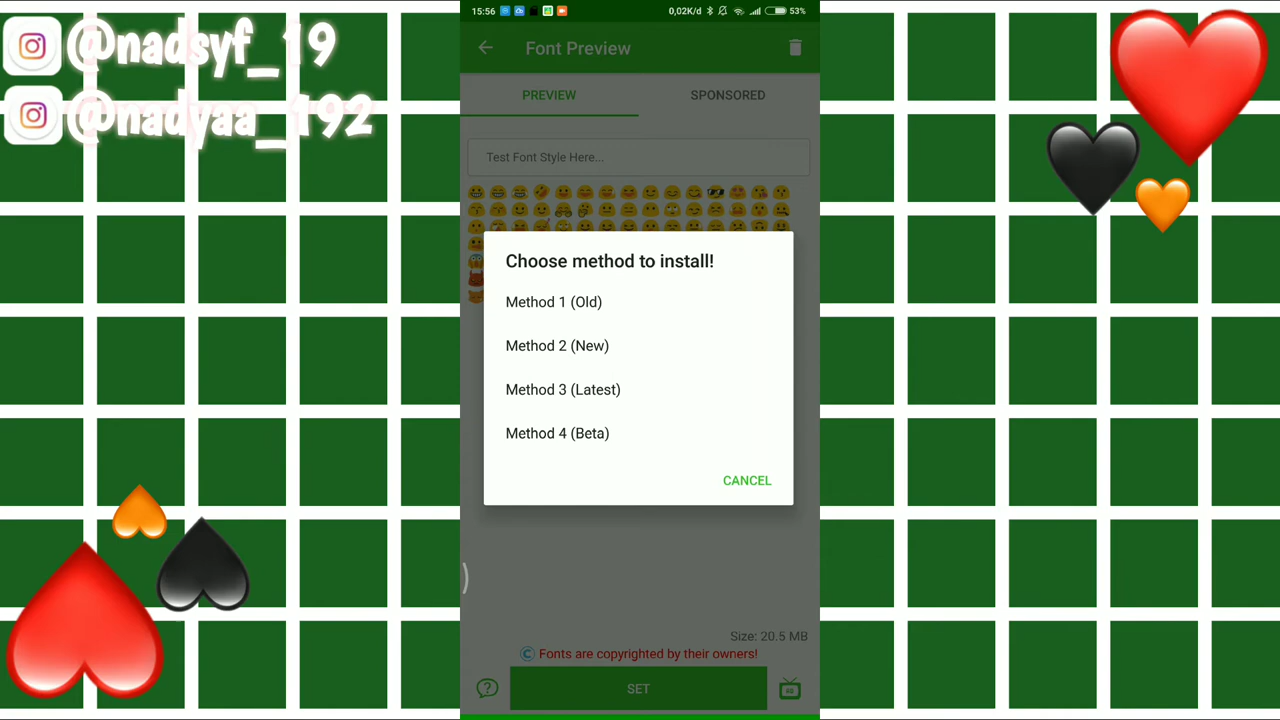 @nadsyf_19
@nadyaa_192
15:56
0,02K/d
53%
Font Preview
PREVIEW
SPONSORED
Test Font Style Here...
Choose method to install!
Method 1 (Old)
Method 2 (New)
Method 3 (Latest)
Method 4 (Beta)
CANCEL
Size: 20.5 MB
© Fonts are copyrighted by their owners!
SET